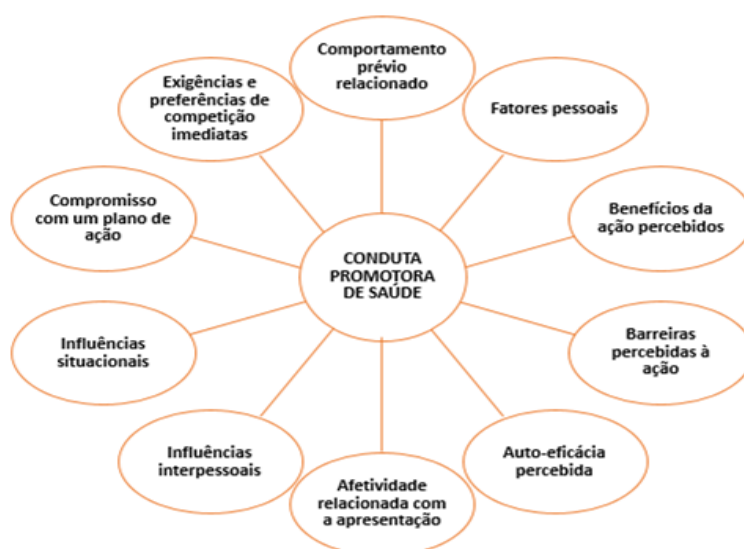 Comportamento
prévio
relacionado
Fatores pessoais
Benefícios da
ação percebidos
Barreiras
percebidas à
ação
Auto-eficácia
percebida
Afetividade
relacionada com
a apresentação
Influências
interpessoais
Influências
situacionais
Compromisso
com um plano de
ação
Exigências e
preferências de
competição
imediatas
CONDUTA
PROMOTORA
DE SAÚDE